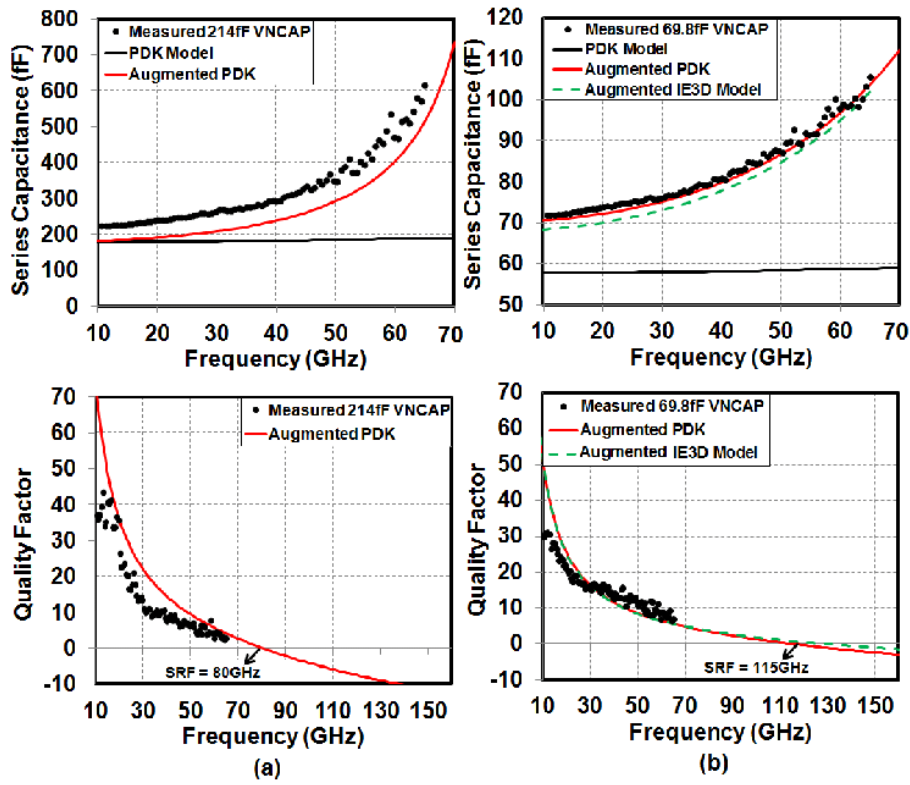 Series Capacitance (fF)
800
700
600
500
400
300
200
100
0
Measured 214fF VNCAP
PDK Model
Augmented PDK
10 20 30 40 50 60 70
Frequency (GHz)
Series Capacitance (fF)
120
110
100
90
80
70
60
50
Measured 69.8fF VNCAP
PDK Model
Augmented PDK
Augmented IE3D Model
10 20 30 40 50 60 70
Frequency (GHz)
Quality Factor
70
60
50
40
30
20
10
0
-10
Measured 214fF VNCAP
Augmented PDK
SRF = 80GHz
10 30 50 70 90 110 130 150
Frequency (GHz)
(a)
Quality Factor
70
60
50
40
30
20
10
0
-10
Measured 69.8fF VNCAP
Augmented PDK
Augmented IE3D Model
SRF = 115GHz
10 30 50 70 90 110 130 150
Frequency (GHz)
(b)